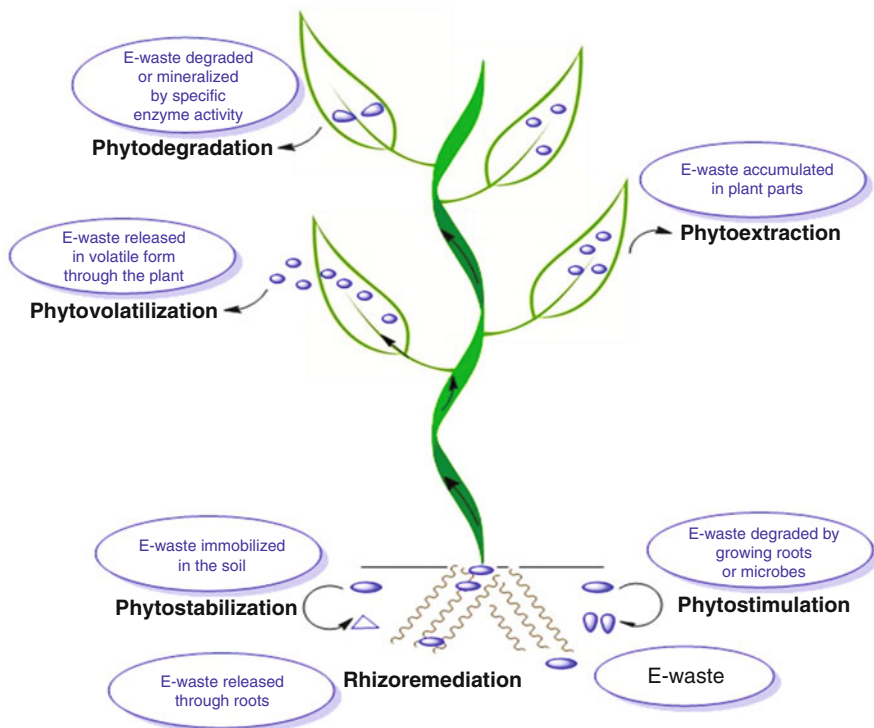 E-waste degraded
or mineralized
by specific
enzyme activity
Phytodegradation
E-waste accumulated
in plant parts
Phytoextraction
E-waste released
in volatile form
through the plant
Phytovolatilization
E-waste immobilized
in the soil
Phytostabilization
E-waste degraded by
growing roots
or microbes
Phytostimulation
E-waste released
through roots
Rhizoremediation
E-waste